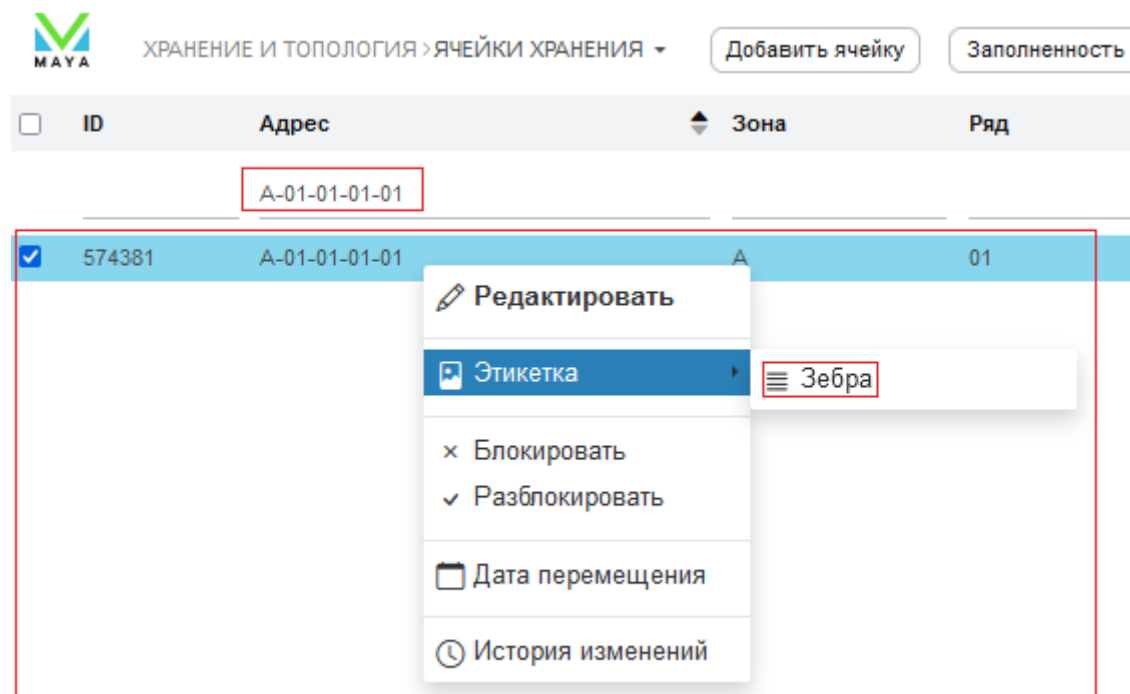 MAYA
ХРАНЕНИЕ И ТОПОЛОГИЯ > ЯЧЕЙКИ ХРАНЕНИЯ Добавить ячейку Заполненность
ID Адрес Зона Ряд
A-01-01-01-01
574381 A-01-01-01-01 A 01
Редактировать
Этикетка Зебра
Блокировать
Разблокировать
Дата перемещения
История изменений